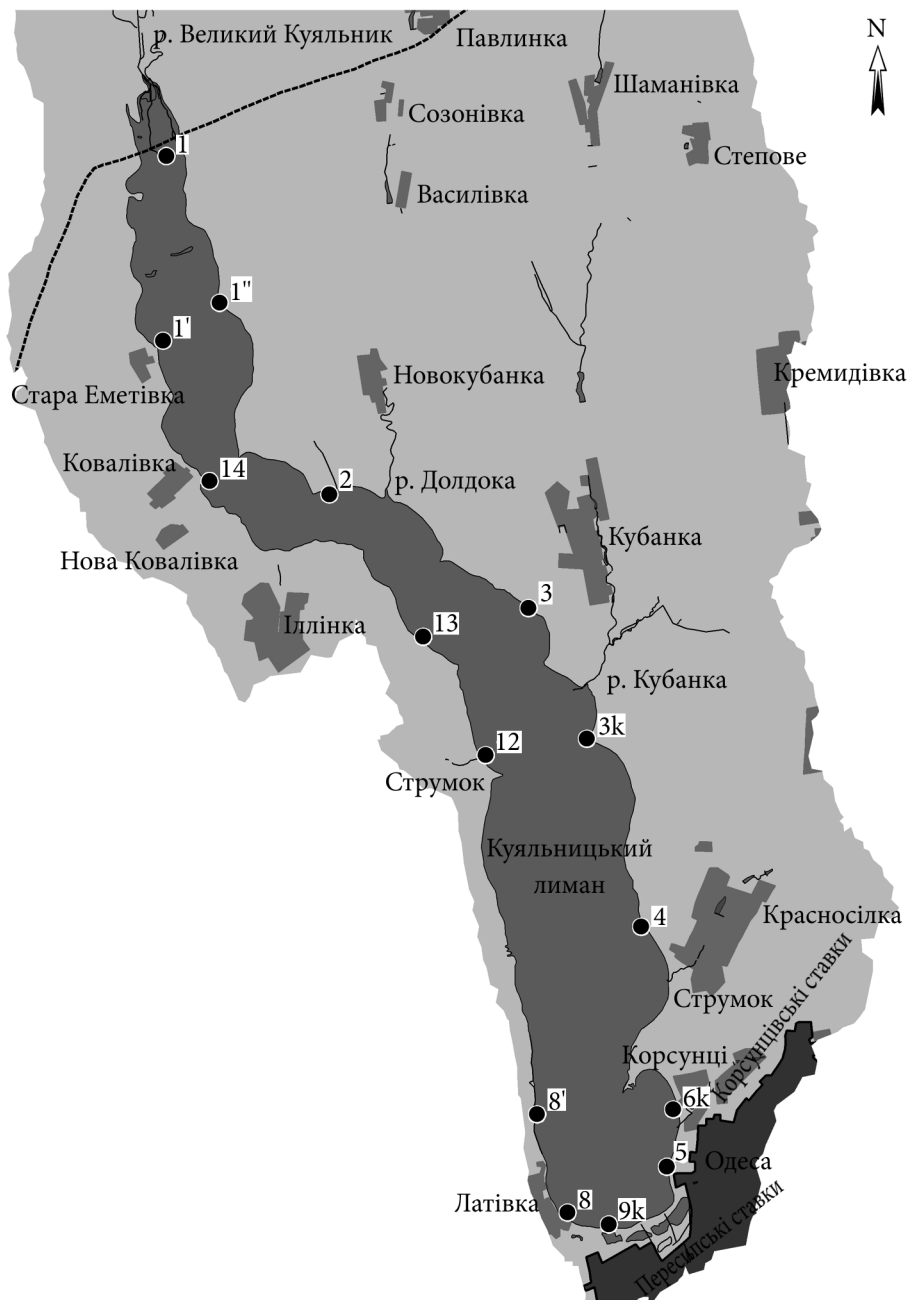 р. Великий Куяльник
Павлинка
N
Шаманівка
Созонівка
1
Степове
Василівка
1"
1'
Стара Еметівка
Новокубанка
Кремидівка
Ковалівка
14
2
р. Долдока
Нова Ковалівка
Кубанка
3
Іллінка
13
р. Кубанка
3k
12
Струмок
Куяльницький
лиман
4
Красносілка
Струмок
Корсунцівські ставки
Корсунці
8'
6k
5
Одеса
Латівка
8
9k
Пересипські ставки